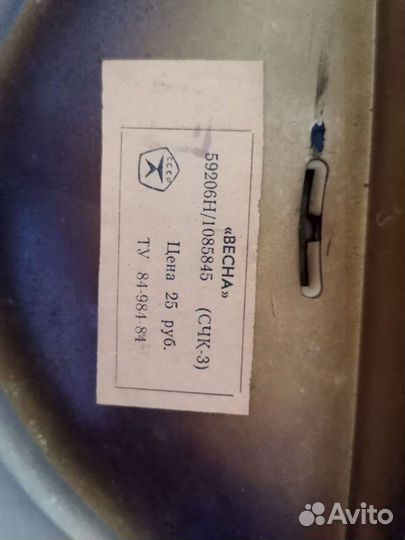 «ВЕСНА»
59206Н/1085845 (СЧК-3)
СССР
Цена 25 руб.
ТУ 84-984-84
Avito